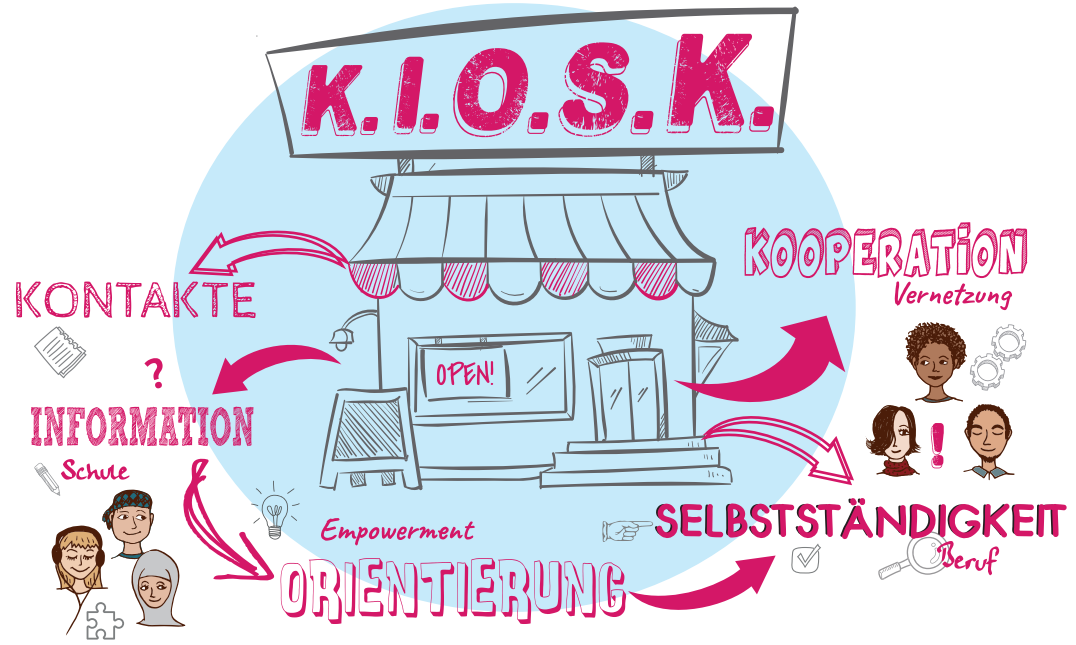 K.I.O.S.K.
KOOPERATION
Vernetzung
KONTAKTE
OPEN!
?
INFORMATION
Schule
!
SELBSTSTÄNDIGKEIT
Beruf
Empowerment
ORIENTIERUNG